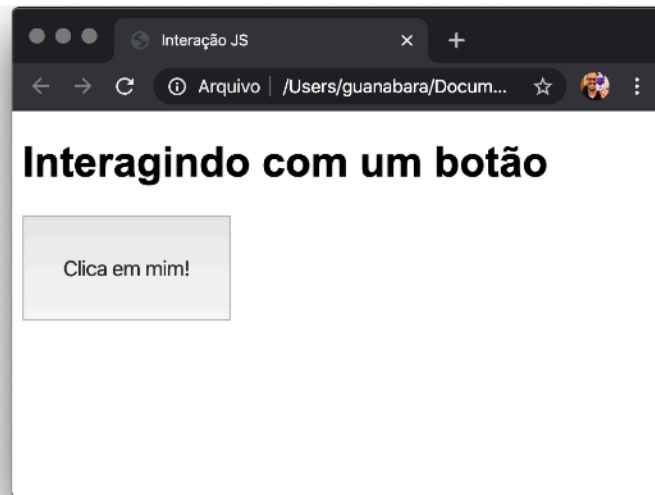 Interação JS
Arquivo /Users/guanabara/Docum...
Interagindo com um botão
Clica em mim!